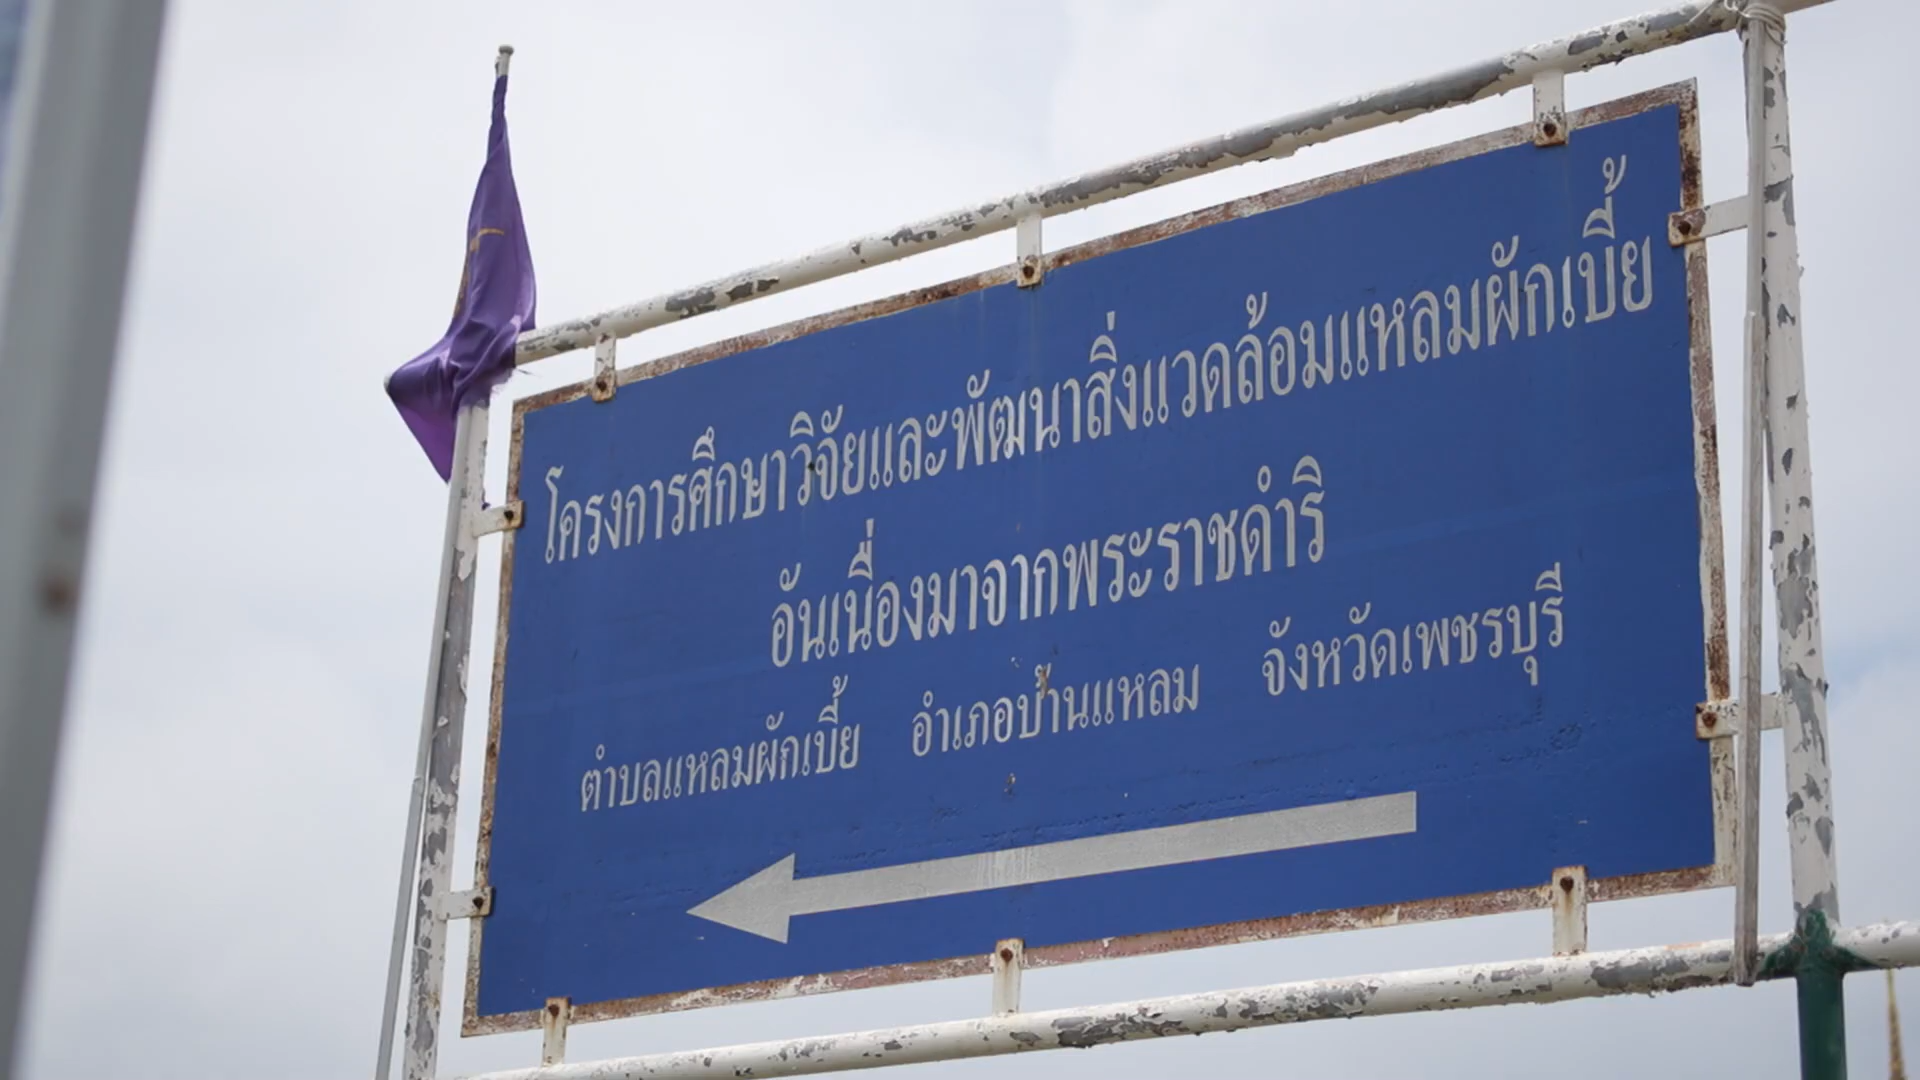 โครงการศึกษาวิจัยและพัฒนาสิ่งแวดล้อมแหลมผักเบี้ย
อันเนื่องมาจากพระราชดำริ
ตำบลแหลมผักเบี้ย อำเภอบ้านแหลม จังหวัดเพชรบุรี